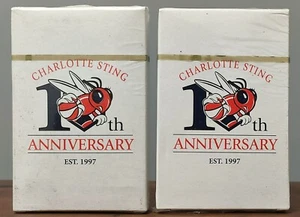 CHARLOTTE STING
10th
ANNIVERSARY
EST. 1997
CHARLOTTE STING
10th
ANNIVERSARY
EST. 1997